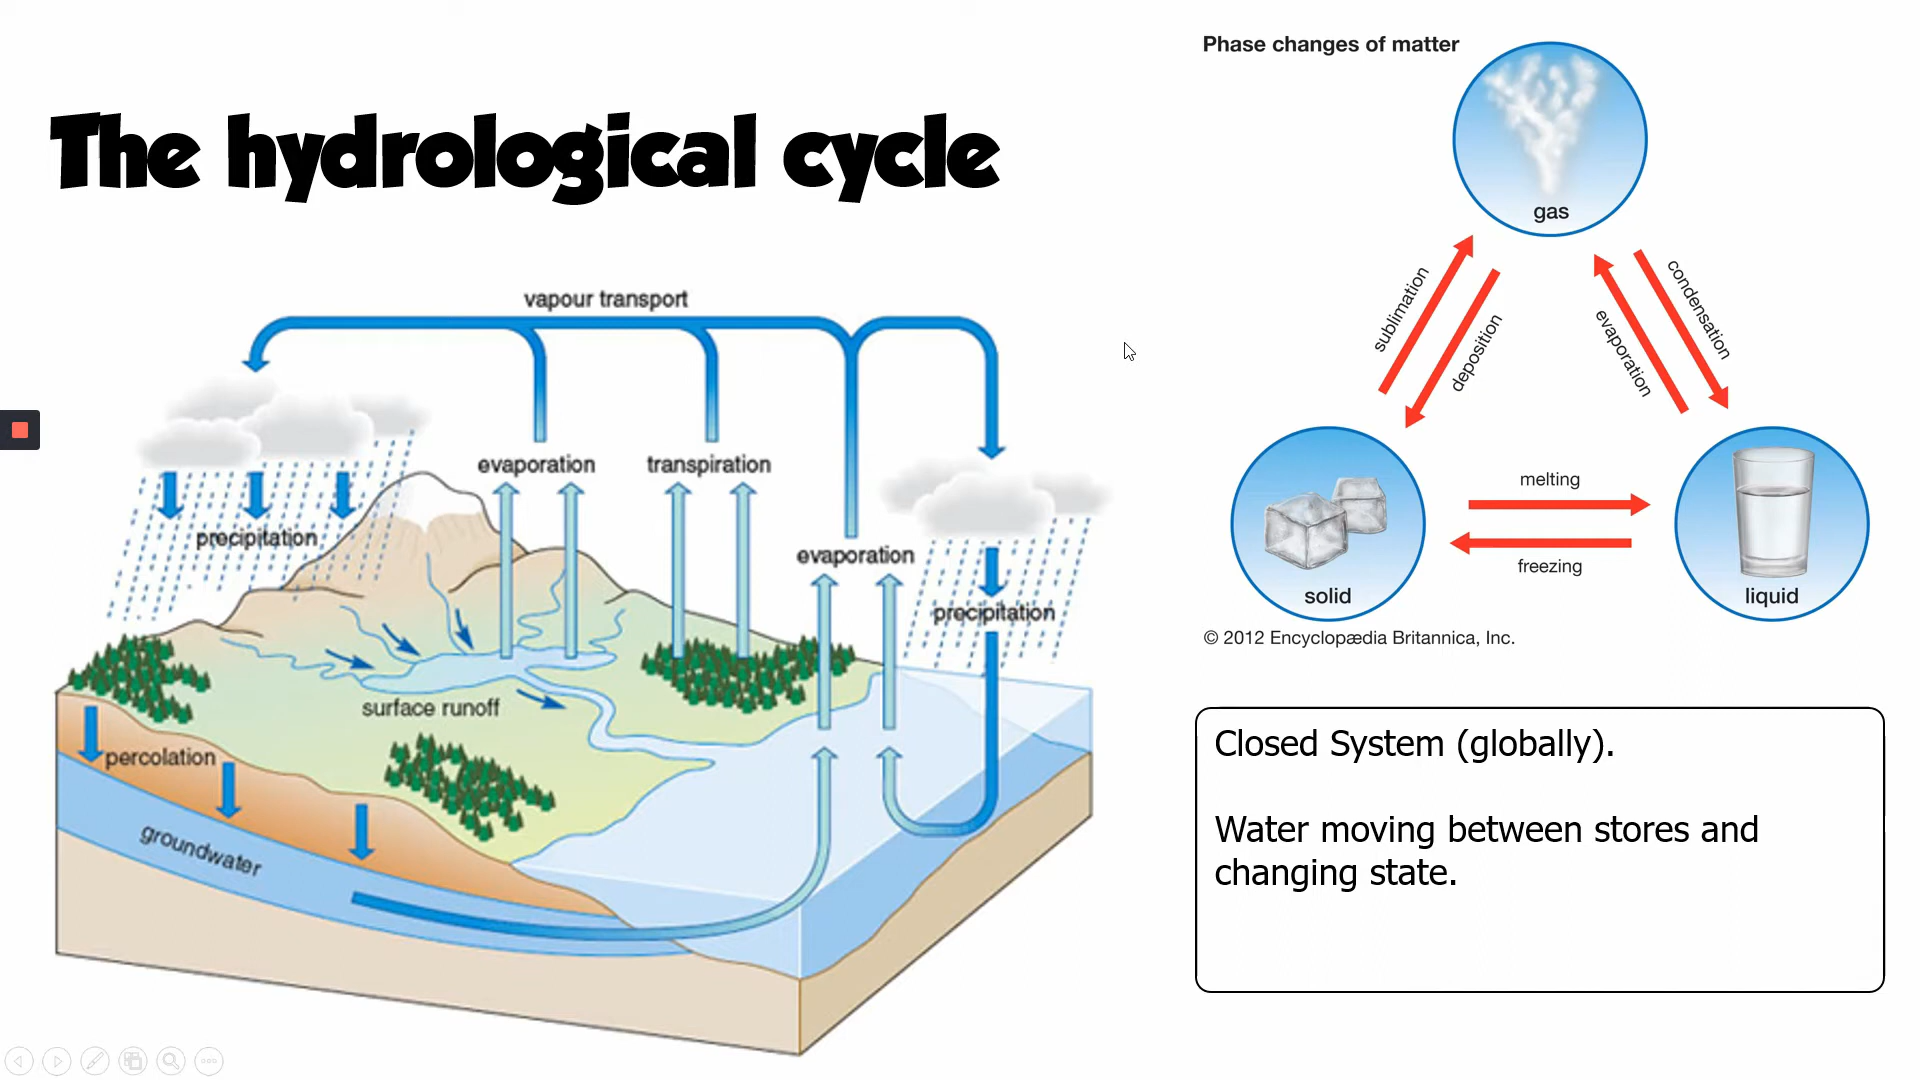 The hydrological cycle
vapour transport
evaporation
transpiration
precipitation
evaporation
precipitation
surface runoff
percolation
groundwater
Phase changes of matter
gas
sublimation
deposition
evaporation
condensation
melting
freezing
solid
liquid
© 2012 Encyclopædia Britannica, Inc.
Closed System (globally).
Water moving between stores and
changing state.